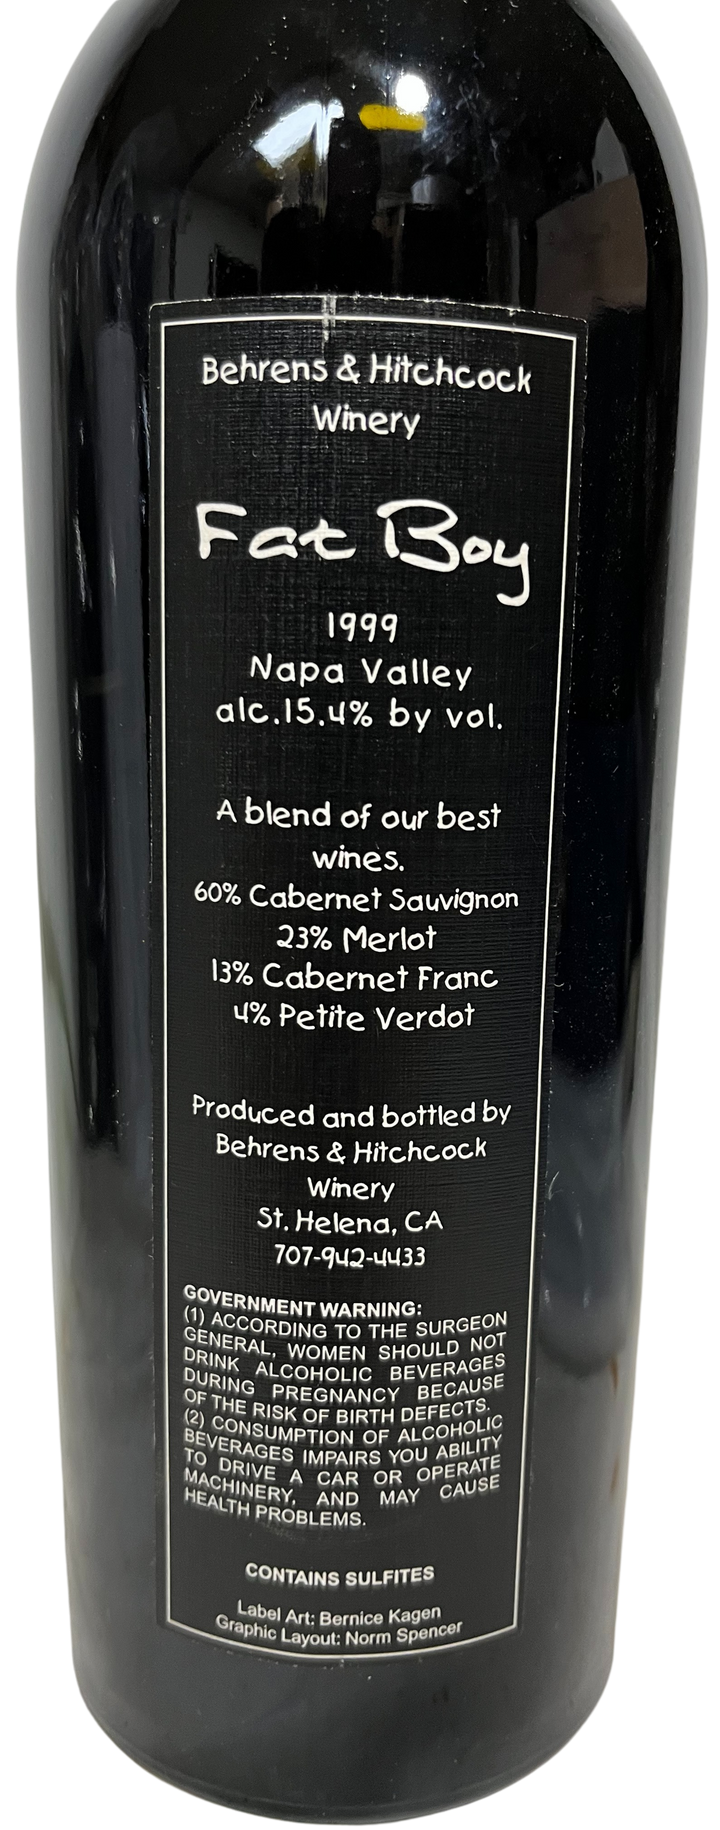 Behrens & Hitchcock
Winery
Fat Boy
1999
Napa Valley
alc.15.4% by vol.
A blend of our best
wines.
60% Cabernet Sauvignon
23% Merlot
13% Cabernet Franc
4% Petite Verdot
Produced and bottled by
Behrens & Hitchcock
Winery
St. Helena, CA
707-942-4433
GOVERNMENT WARNING:
(1) ACCORDING TO THE SURGEON
GENERAL, WOMEN SHOULD NOT
DRINK ALCOHOLIC BEVERAGES
DURING PREGNANCY BECAUSE
OF THE RISK OF BIRTH DEFECTS.
(2) CONSUMPTION OF ALCOHOLIC
BEVERAGES IMPAIRS YOU ABILITY
TO DRIVE A CAR OR OPERATE
MACHINERY, AND MAY CAUSE
HEALTH PROBLEMS.
CONTAINS SULFITES
Label Art: Bernice Kagen
Graphic Layout: Norm Spencer